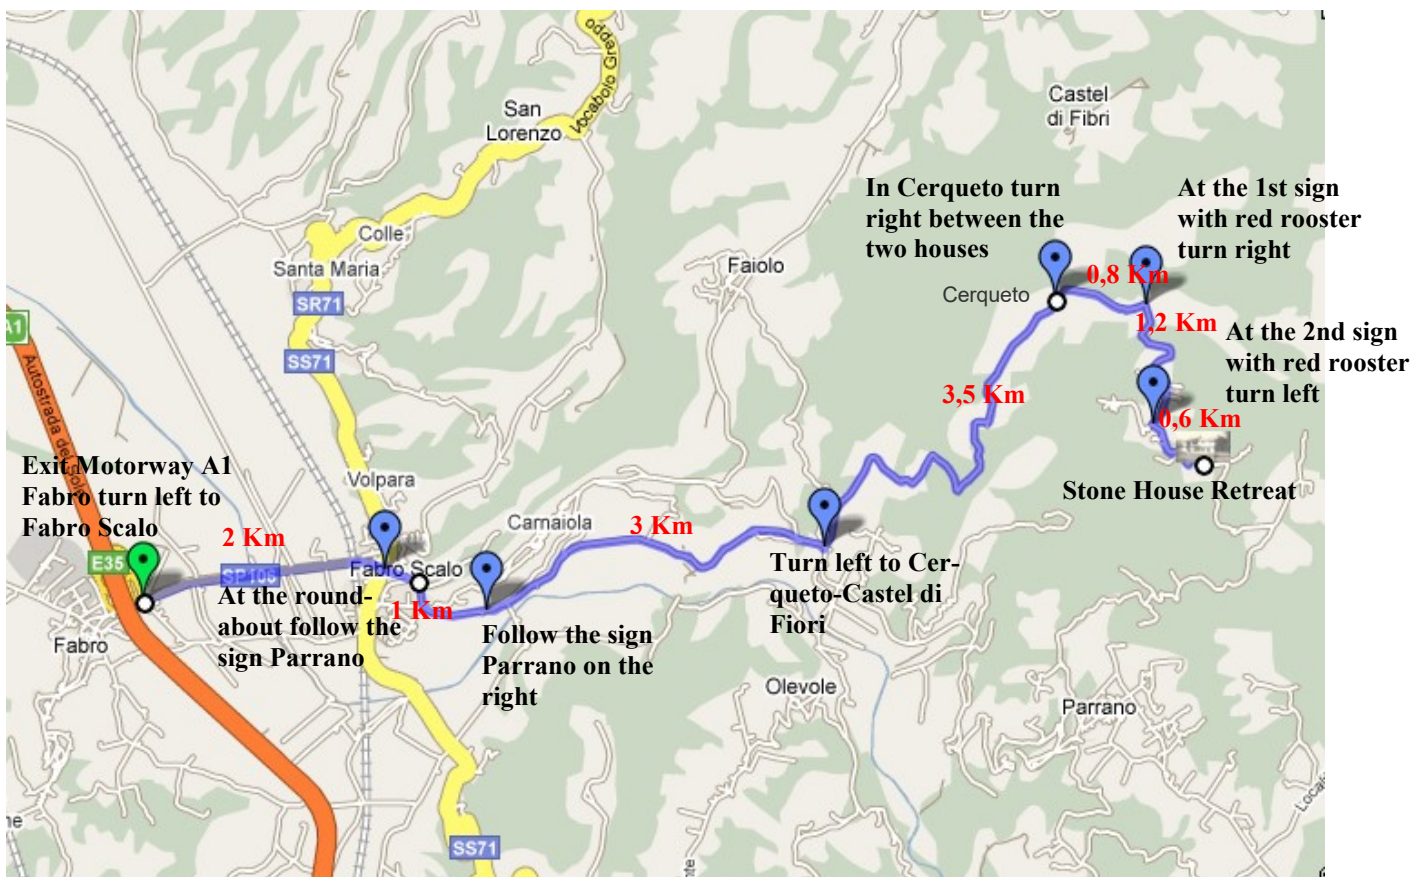 Vocabolo Greppo
San
Lorenzo
Castel
di Fibri
In Cerqueto turn
right between the
two houses
At the 1st sign
with red rooster
turn right
Colle
Santa Maria
Faiolo
0,8 Km
Cerqueto
SR71
A1
1,2 Km
At the 2nd sign
with red rooster
turn left
SS71
Autostrada del Sole
3,5 Km
0,6 Km
Exit Motorway A1
Fabro turn left to
Fabro Scalo
Volpara
Stone House Retreat
Carnaiola
3 Km
2 Km
E35
Fabro Scalo
SP106
Turn left to Cer-
queto-Castel di
Fiori
At the round-
about follow the
sign Parrano
1 Km
Follow the sign
Parrano on the
right
Fabro
Olevole
Parrano
SS71